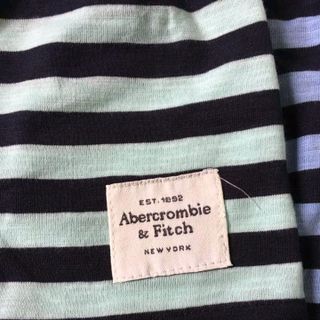 EST. 1892
Abercrombie
& Fitch
NEW YORK